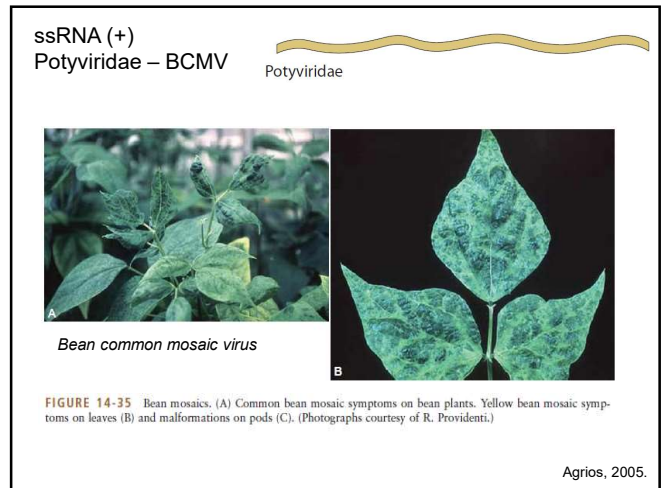 ssRNA (+)
Potyviridae – BCMV
Potyviridae
A
B
Bean common mosaic virus
FIGURE 14-35 Bean mosaics. (A) Common bean mosaic symptoms on bean plants. Yellow bean mosaic symp-
toms on leaves (B) and malformations on pods (C). (Photographs courtesy of R. Providenti.)
Agrios, 2005.